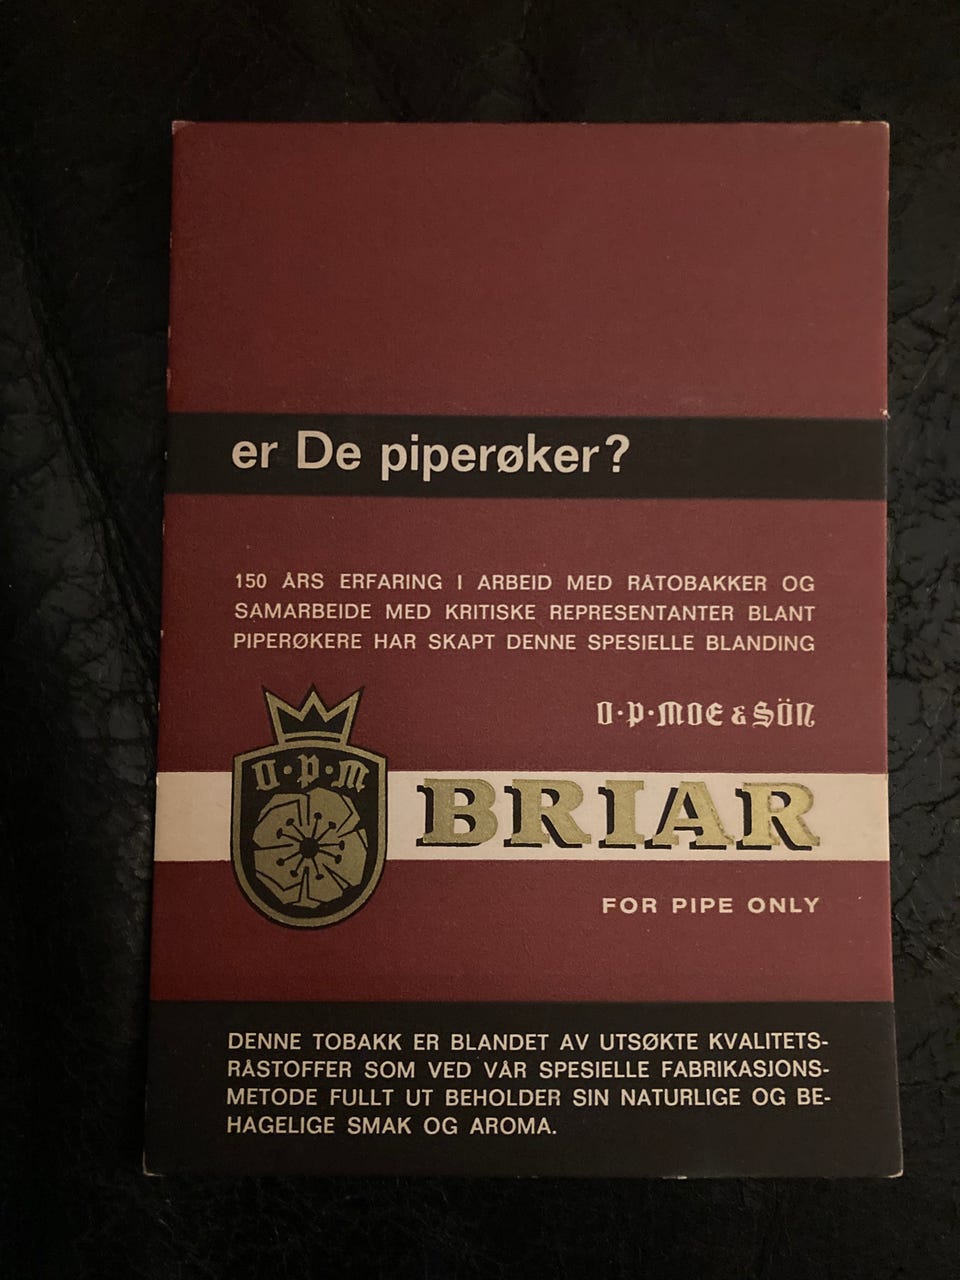 er De piperøker?
150 ÅRS ERFARING I ARBEID MED RÅTOBAKKER OG
SAMARBEIDE MED KRITISKE REPRESENTANTER BLANT
PIPERØKERE HAR SKAPT DENNE SPESIELLE BLANDING
O·P·MOE & SÖN
O·P·M
BRIAR
FOR PIPE ONLY
DENNE TOBAKK ER BLANDET AV UTSØKTE KVALITETS-
RÅSTOFFER SOM VED VÅR SPESIELLE FABRIKASJONS-
METODE FULLT UT BEHOLDER SIN NATURLIGE OG BE-
HAGELIGE SMAK OG AROMA.